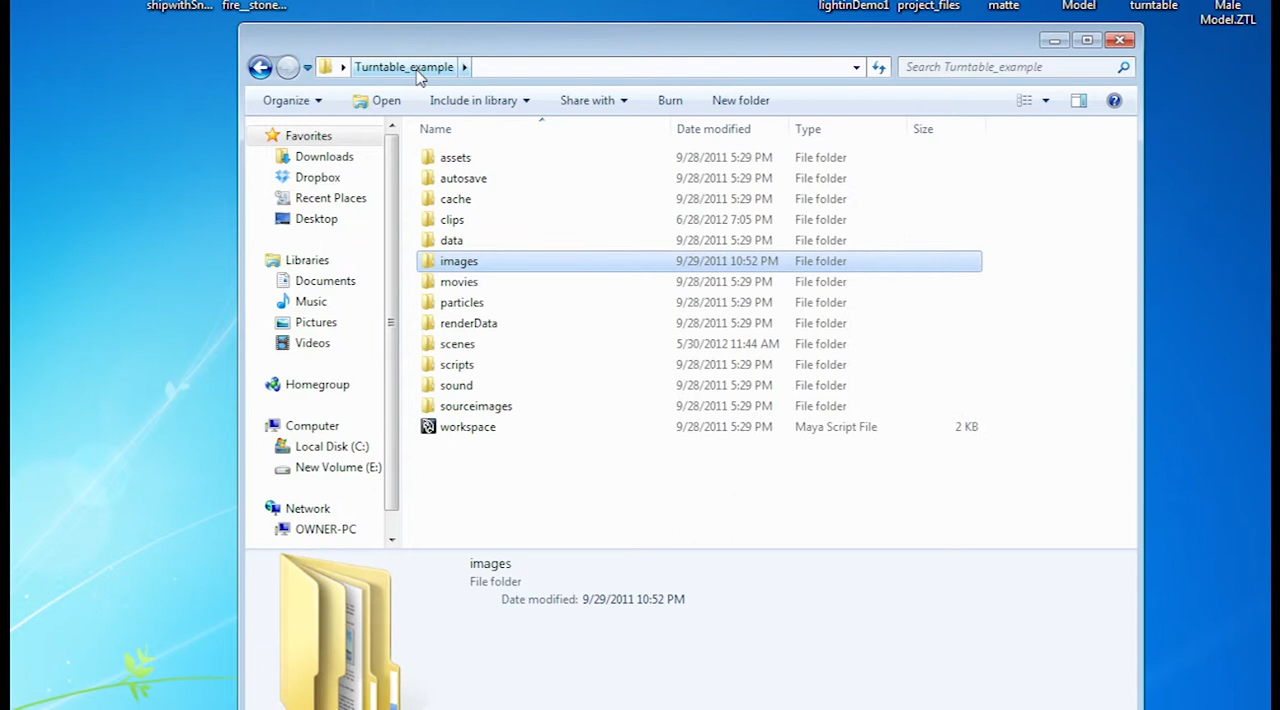 shipwithSn... fire__stone... lightinDemo1 project_files matte Model turntable Male
Model.ZTL
Turntable_example Search Turntable_example
Organize Open Include in library Share with Burn New folder
Name Date modified Type Size
Favorites
Downloads
Dropbox
Recent Places
Desktop
Libraries
Documents
Music
Pictures
Videos
Homegroup
Computer
Local Disk (C:)
New Volume (E:)
Network
OWNER-PC
assets 9/28/2011 5:29 PM File folder
autosave 9/28/2011 5:29 PM File folder
cache 9/28/2011 5:29 PM File folder
clips 6/28/2012 7:05 PM File folder
data 9/28/2011 5:29 PM File folder
images 9/29/2011 10:52 PM File folder
movies 9/28/2011 5:29 PM File folder
particles 9/28/2011 5:29 PM File folder
renderData 9/28/2011 5:29 PM File folder
scenes 5/30/2012 11:44 AM File folder
scripts 9/28/2011 5:29 PM File folder
sound 9/28/2011 5:29 PM File folder
sourceimages 9/28/2011 5:29 PM File folder
workspace 9/28/2011 5:29 PM Maya Script File 2 KB
images
File folder
Date modified: 9/29/2011 10:52 PM